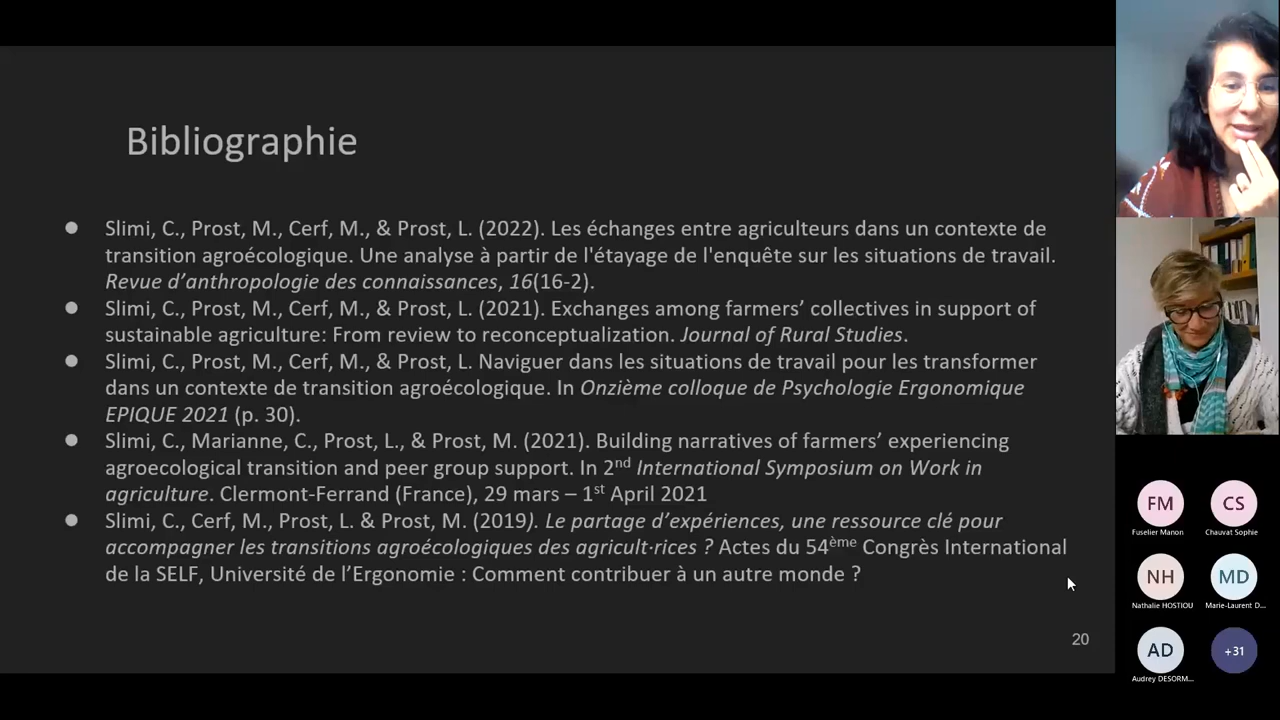 Bibliographie
Slimi, C., Prost, M., Cerf, M., & Prost, L. (2022). Les échanges entre agriculteurs dans un contexte de
transition agroécologique. Une analyse à partir de l'étayage de l'enquête sur les situations de travail.
Revue d’anthropologie des connaissances, 16(16-2).
Slimi, C., Prost, M., Cerf, M., & Prost, L. (2021). Exchanges among farmers’ collectives in support of
sustainable agriculture: From review to reconceptualization. Journal of Rural Studies.
Slimi, C., Prost, M., Cerf, M., & Prost, L. Naviguer dans les situations de travail pour les transformer
dans un contexte de transition agroécologique. In Onzième colloque de Psychologie Ergonomique
EPIQUE 2021 (p. 30).
Slimi, C., Marianne, C., Prost, L., & Prost, M. (2021). Building narratives of farmers’ experiencing
agroecological transition and peer group support. In 2nd International Symposium on Work in
agriculture. Clermont-Ferrand (France), 29 mars – 1st April 2021
Slimi, C., Cerf, M., Prost, L. & Prost, M. (2019). Le partage d’expériences, une ressource clé pour
accompagner les transitions agroécologiques des agricult·rices ? Actes du 54ème Congrès International
de la SELF, Université de l’Ergonomie : Comment contribuer à un autre monde ?
20
FM CS
Fuselier Manon Chauvat Sophie
NH MD
Nathalie HOSTIOU Marie-Laurent D...
AD +31
Audrey DESORM...